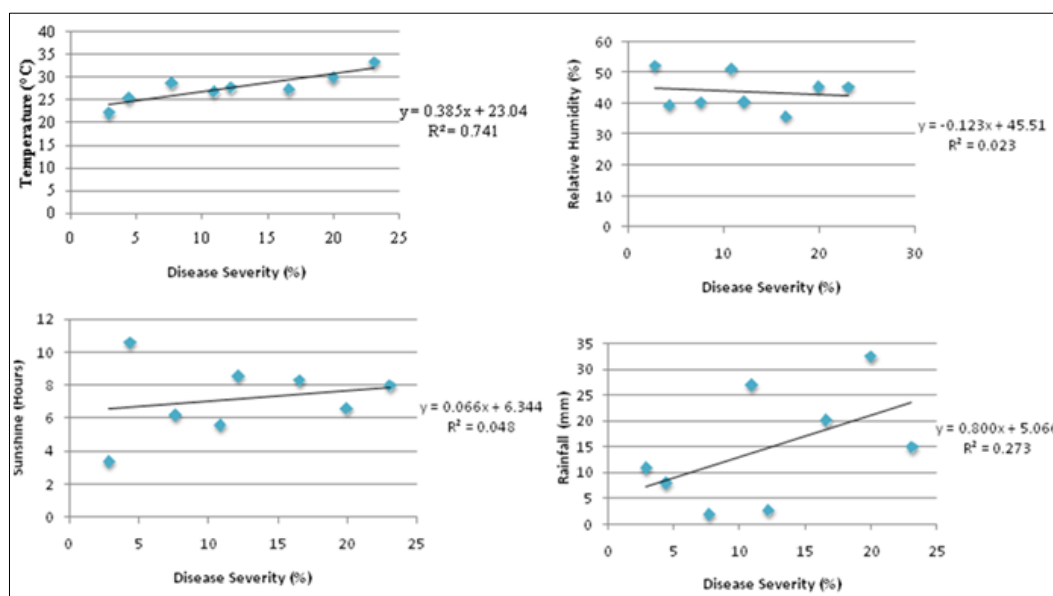 40
35
30
25
20
15
10
5
0
Temperature (°C)
0 5 10 15 20 25
Disease Severity (%)
y = 0.385x + 23.04
R² = 0.741
60
50
40
30
20
10
0
Relative Humidity (%)
0 10 20 30
Disease Severity (%)
y = -0.123x + 45.51
R² = 0.023
12
10
8
6
4
2
0
Sunshine (Hours)
0 5 10 15 20 25
Disease Severity (%)
y = 0.066x + 6.344
R² = 0.048
35
30
25
20
15
10
5
0
Rainfall (mm)
0 5 10 15 20 25
Disease Severity (%)
y = 0.800x + 5.066
R² = 0.273